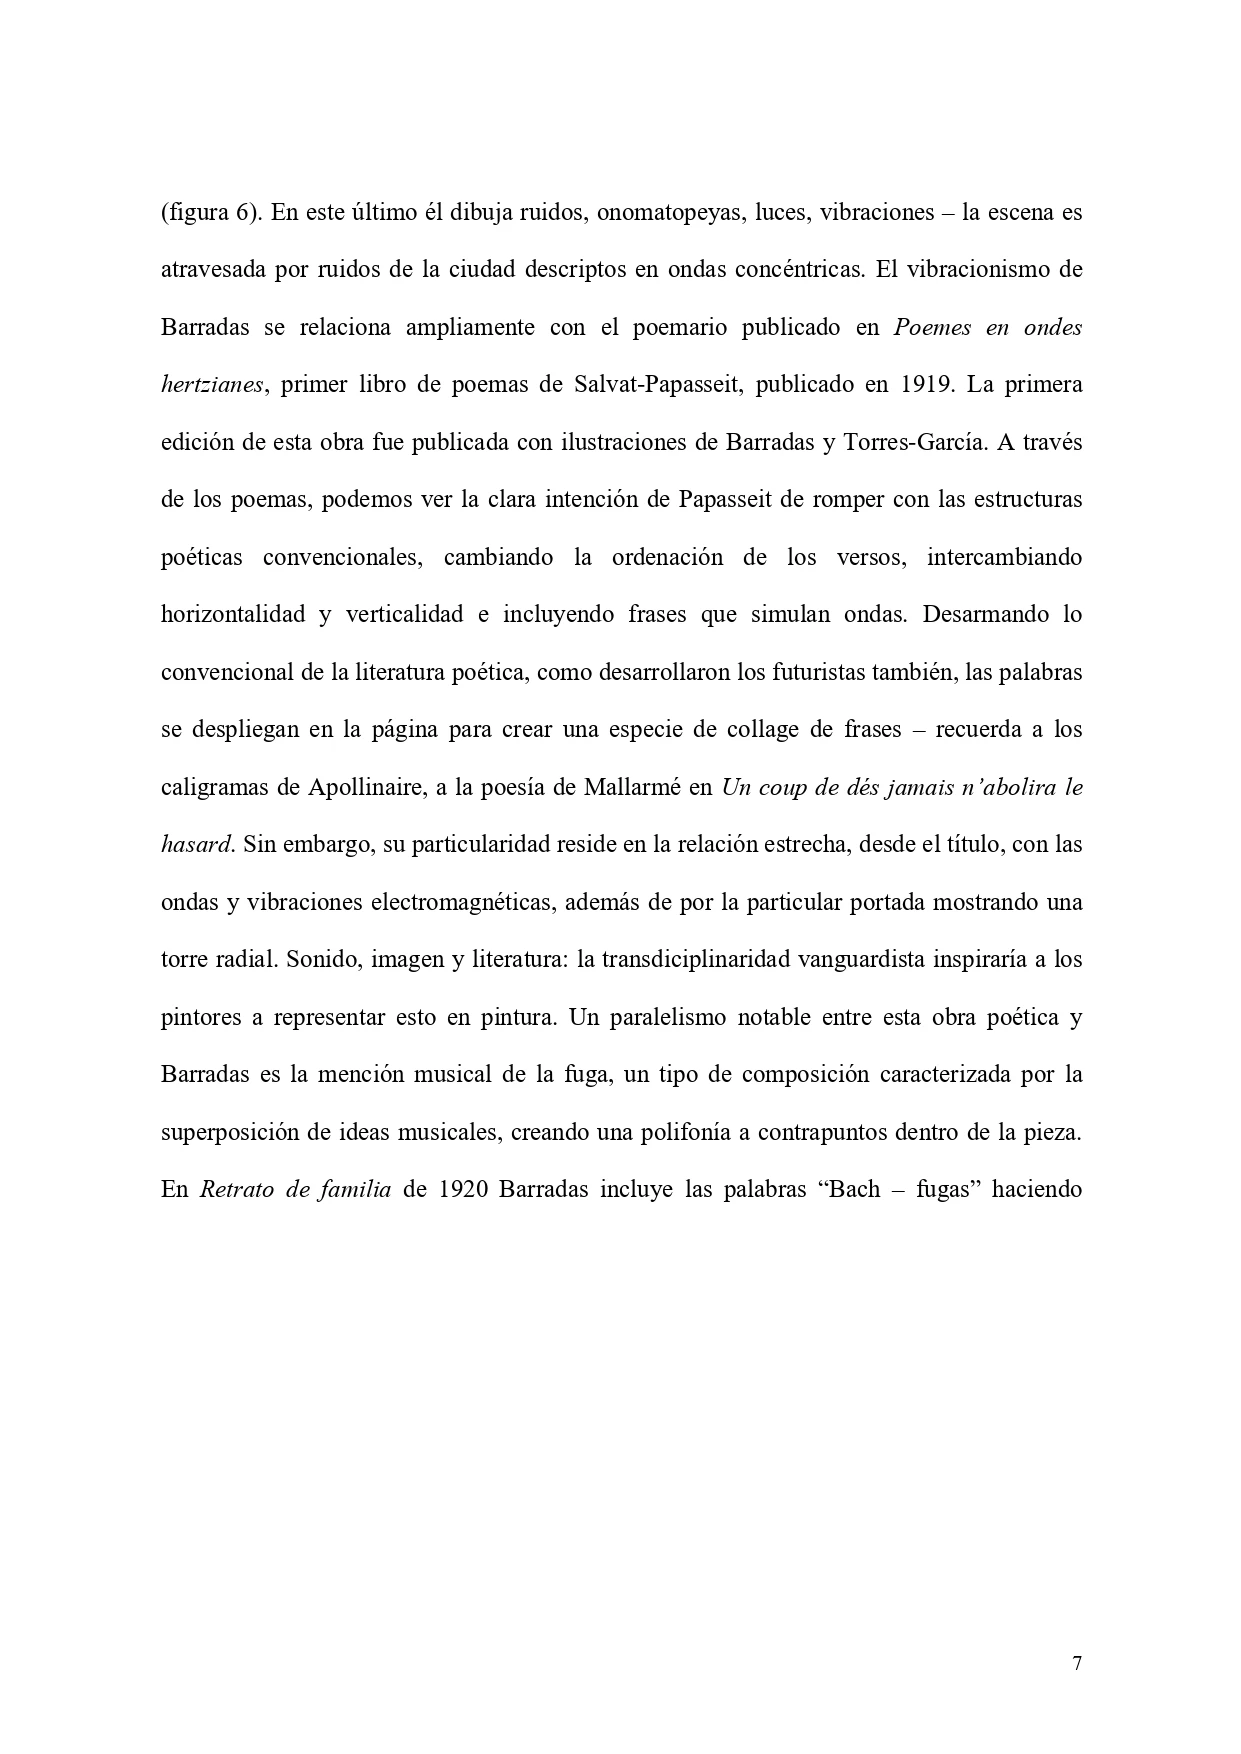 (figura 6). En este último él dibuja ruidos, onomatopeyas, luces, vibraciones – la escena es
atravesada por ruidos de la ciudad descriptos en ondas concéntricas. El vibracionismo de
Barradas se relaciona ampliamente con el poemario publicado en Poemes en ondes
hertzianes, primer libro de poemas de Salvat-Papasseit, publicado en 1919. La primera
edición de esta obra fue publicada con ilustraciones de Barradas y Torres-García. A través
de los poemas, podemos ver la clara intención de Papasseit de romper con las estructuras
poéticas convencionales, cambiando la ordenación de los versos, intercambiando
horizontalidad y verticalidad e incluyendo frases que simulan ondas. Desarmando lo
convencional de la literatura poética, como desarrollaron los futuristas también, las palabras
se despliegan en la página para crear una especie de collage de frases – recuerda a los
caligramas de Apollinaire, a la poesía de Mallarmé en Un coup de dés jamais n’abolira le
hasard. Sin embargo, su particularidad reside en la relación estrecha, desde el título, con las
ondas y vibraciones electromagnéticas, además de por la particular portada mostrando una
torre radial. Sonido, imagen y literatura: la transdiciplinaridad vanguardista inspiraría a los
pintores a representar esto en pintura. Un paralelismo notable entre esta obra poética y
Barradas es la mención musical de la fuga, un tipo de composición caracterizada por la
superposición de ideas musicales, creando una polifonía a contrapuntos dentro de la pieza.
En Retrato de familia de 1920 Barradas incluye las palabras “Bach – fugas” haciendo
7